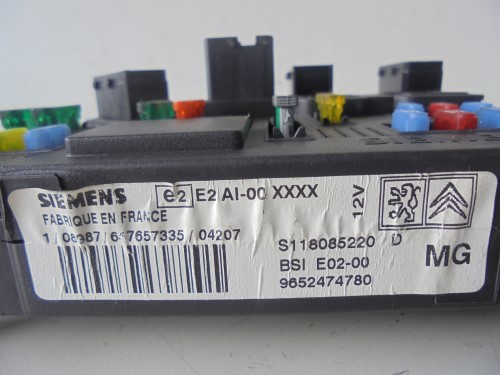 SIEMENS e2 E2 AI-00 XXXX
FABRIQUE EN FRANCE
12V
S118085220 C
BSI E02-00
9652474780
MG